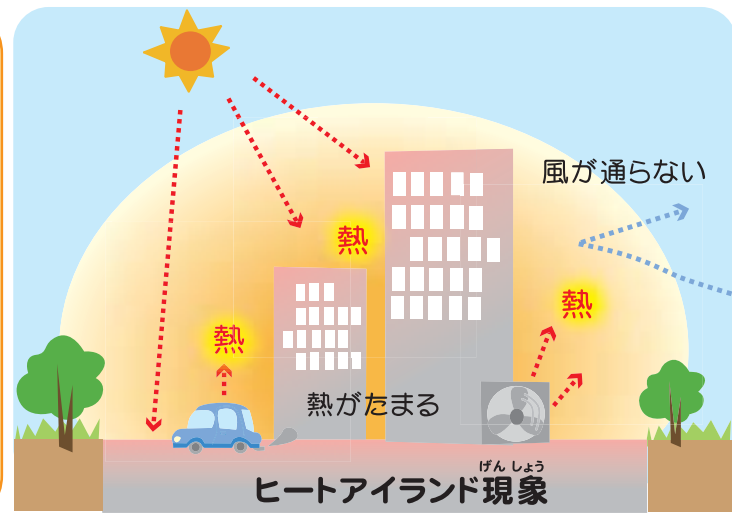 風が通らない
熱
熱
熱
熱がたまる
げんしょう
ヒートアイランド現象